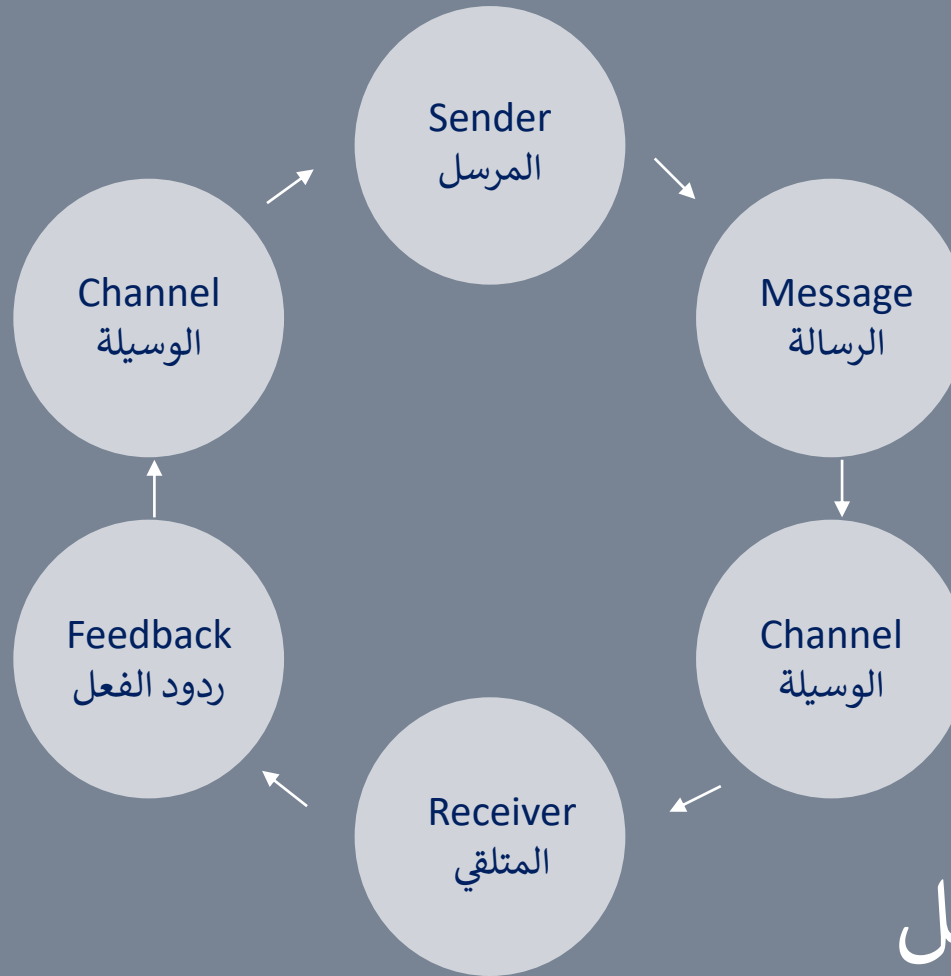 Sender
المرسل
Message
الرسالة
Channel
الوسيلة
Receiver
المتلقي
Feedback
ردود الفعل
Channel
الوسيلة